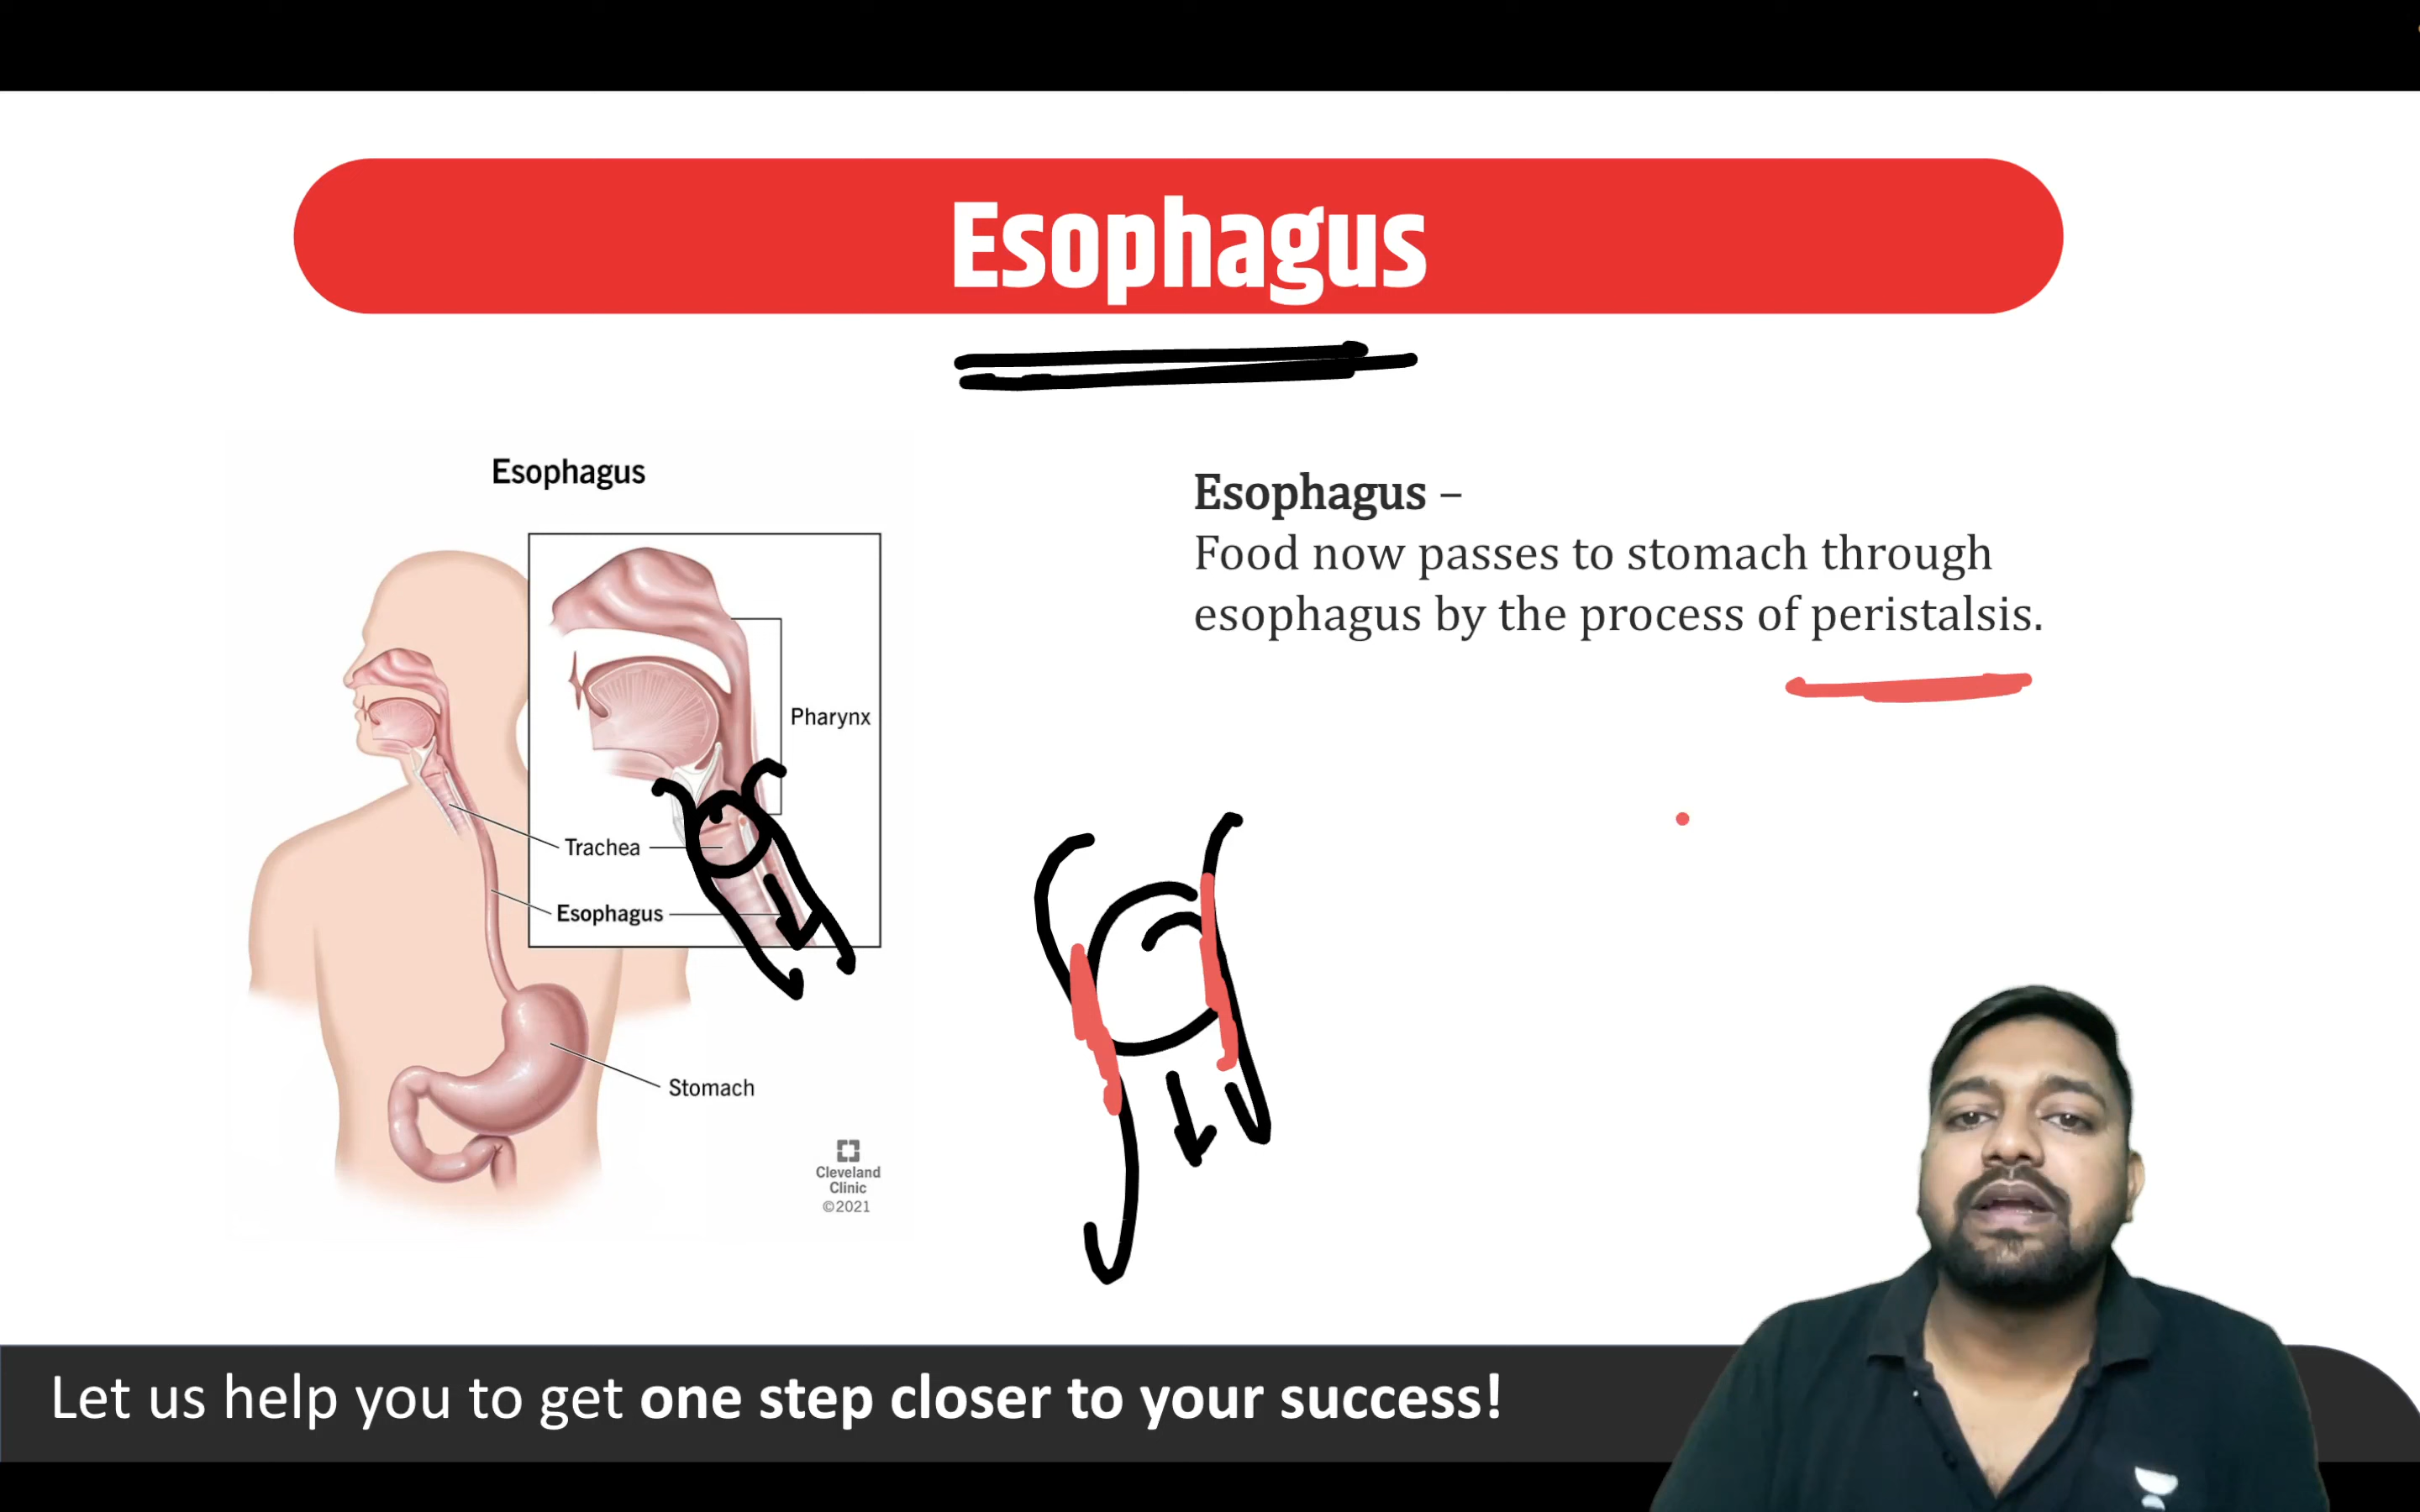 Esophagus
Esophagus
Esophagus –
Food now passes to stomach through
esophagus by the process of peristalsis.
Pharynx
Trachea
Esophagus
Stomach
Cleveland
Clinic
©2021
Let us help you to get one step closer to your success!